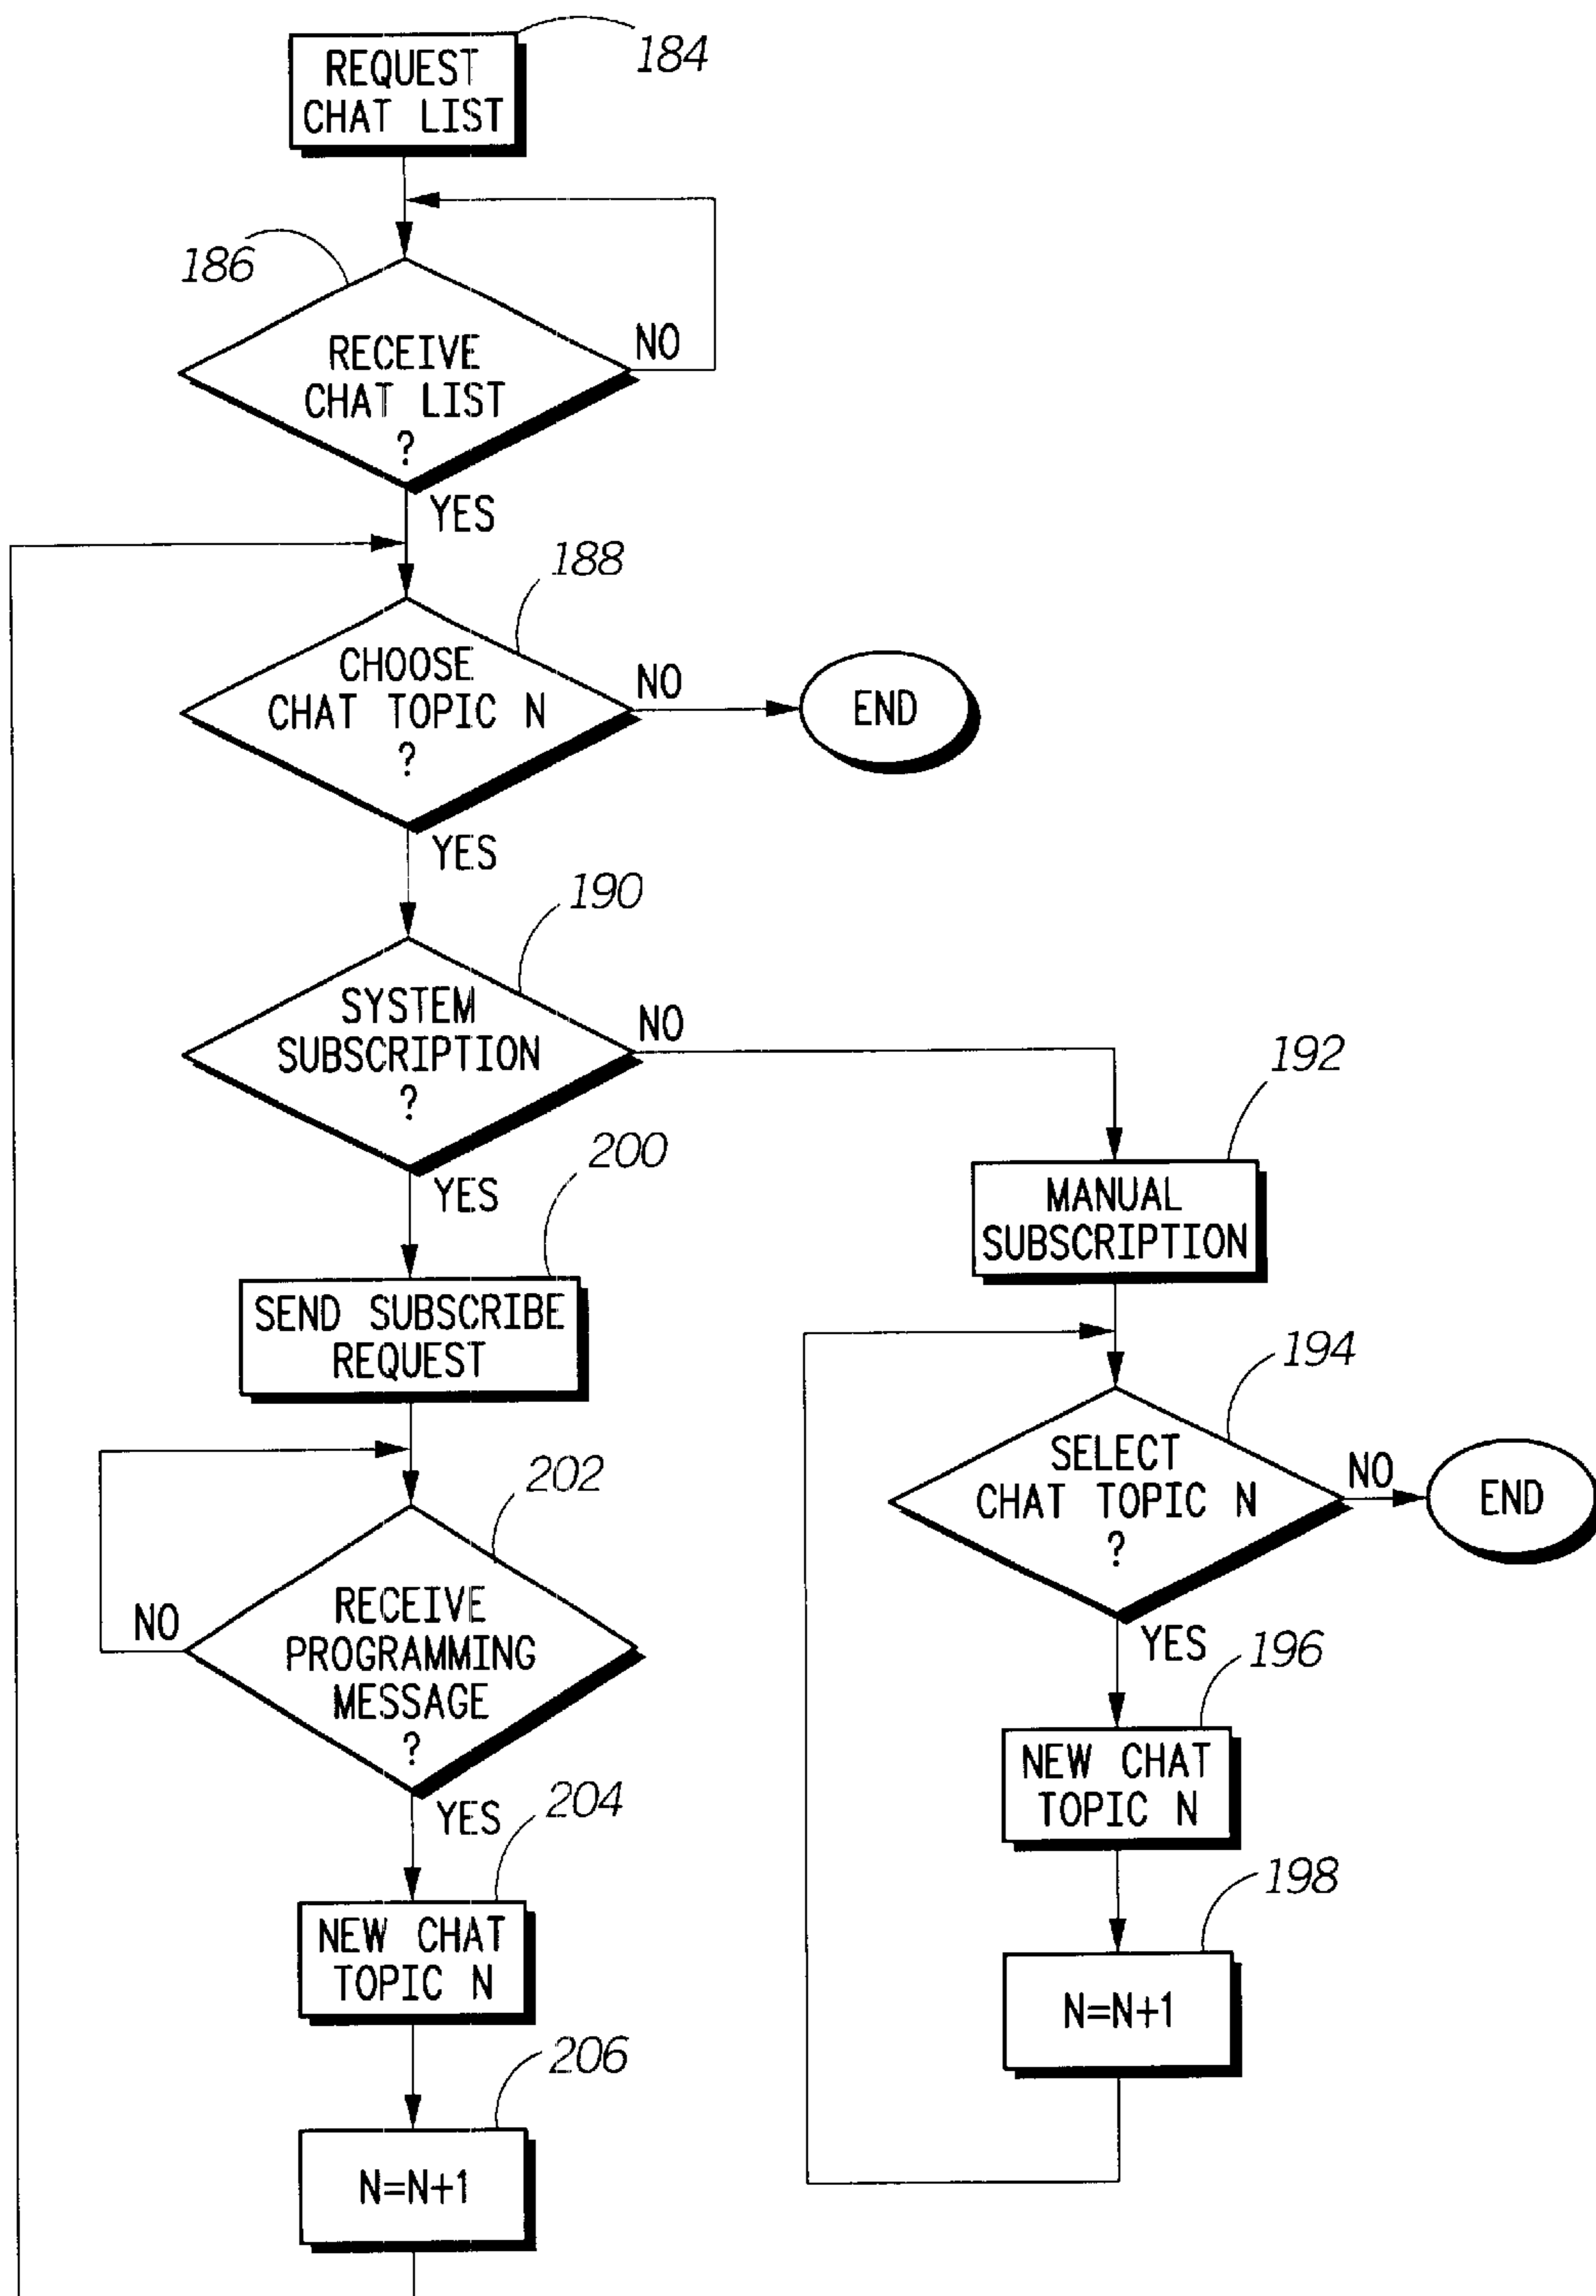 REQUEST
CHAT LIST
184
186
RECEIVE
CHAT LIST
?
NO
YES
188
CHOOSE
CHAT TOPIC N
?
NO
END
YES
190
SYSTEM
SUBSCRIPTION
?
NO
YES
192
MANUAL
SUBSCRIPTION
200
SEND SUBSCRIBE
REQUEST
194
SELECT
CHAT TOPIC N
?
NO
END
YES
202
RECEIVE
PROGRAMMING
MESSAGE
?
NO
YES
196
NEW CHAT
TOPIC N
204
NEW CHAT
TOPIC N
198
N=N+1
206
N=N+1